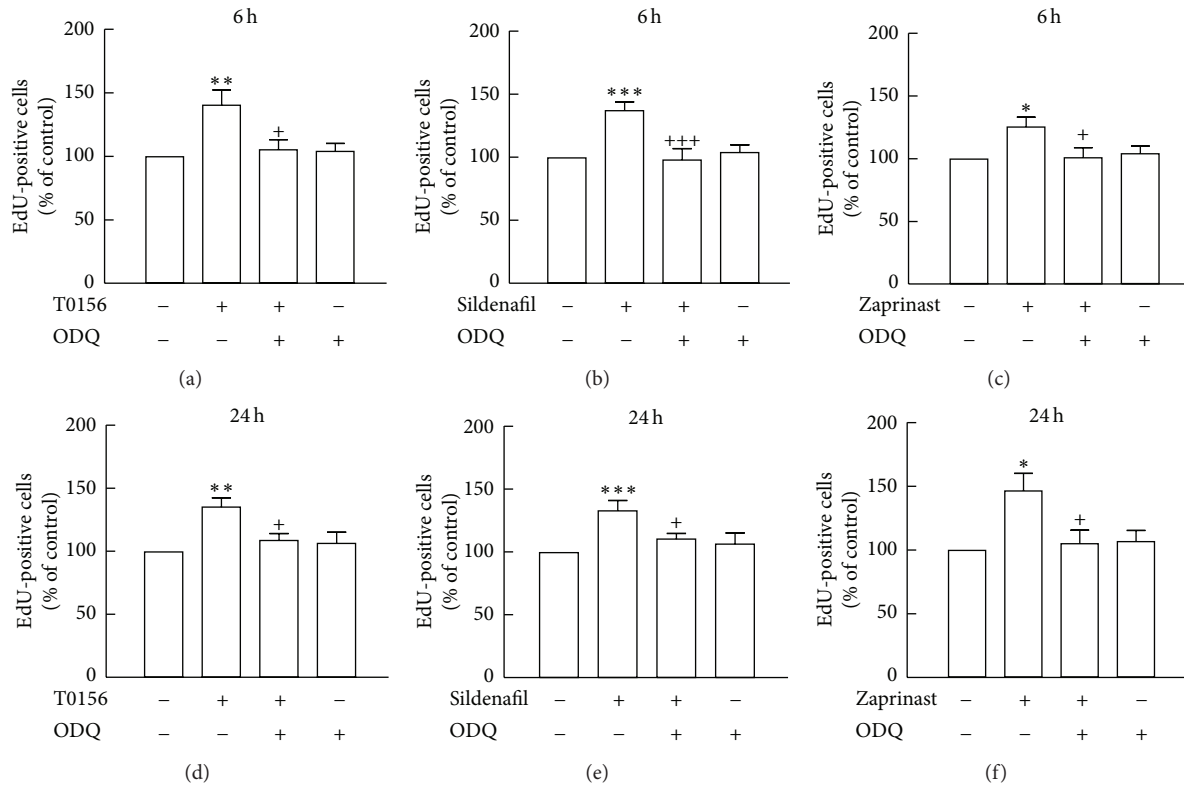 6 h
EdU-positive cells
(% of control)
200
150
100
50
0
**
+
T0156 − + + −
ODQ − − + +
(a)
6 h
EdU-positive cells
(% of control)
200
150
100
50
0
***
+++
Sildenafil − + + −
ODQ − − + +
(b)
6 h
EdU-positive cells
(% of control)
200
150
100
50
0
*
+
Zaprinast − + + −
ODQ − − + +
(c)
24 h
EdU-positive cells
(% of control)
200
150
100
50
0
**
+
T0156 − + + −
ODQ − − + +
(d)
24 h
EdU-positive cells
(% of control)
200
150
100
50
0
***
+
Sildenafil − + + −
ODQ − − + +
(e)
24 h
EdU-positive cells
(% of control)
200
150
100
50
0
*
+
Zaprinast − + + −
ODQ − − + +
(f)